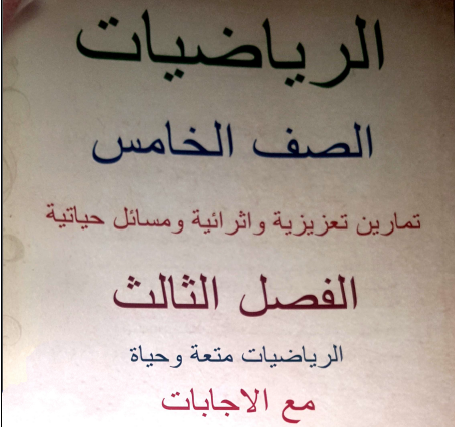 الرياضيات
الصف الخامس
تمارين تعزيزية واثرائية ومسائل حياتية
الفصل الثالث
الرياضيات متعة وحياة
مع الاجابات